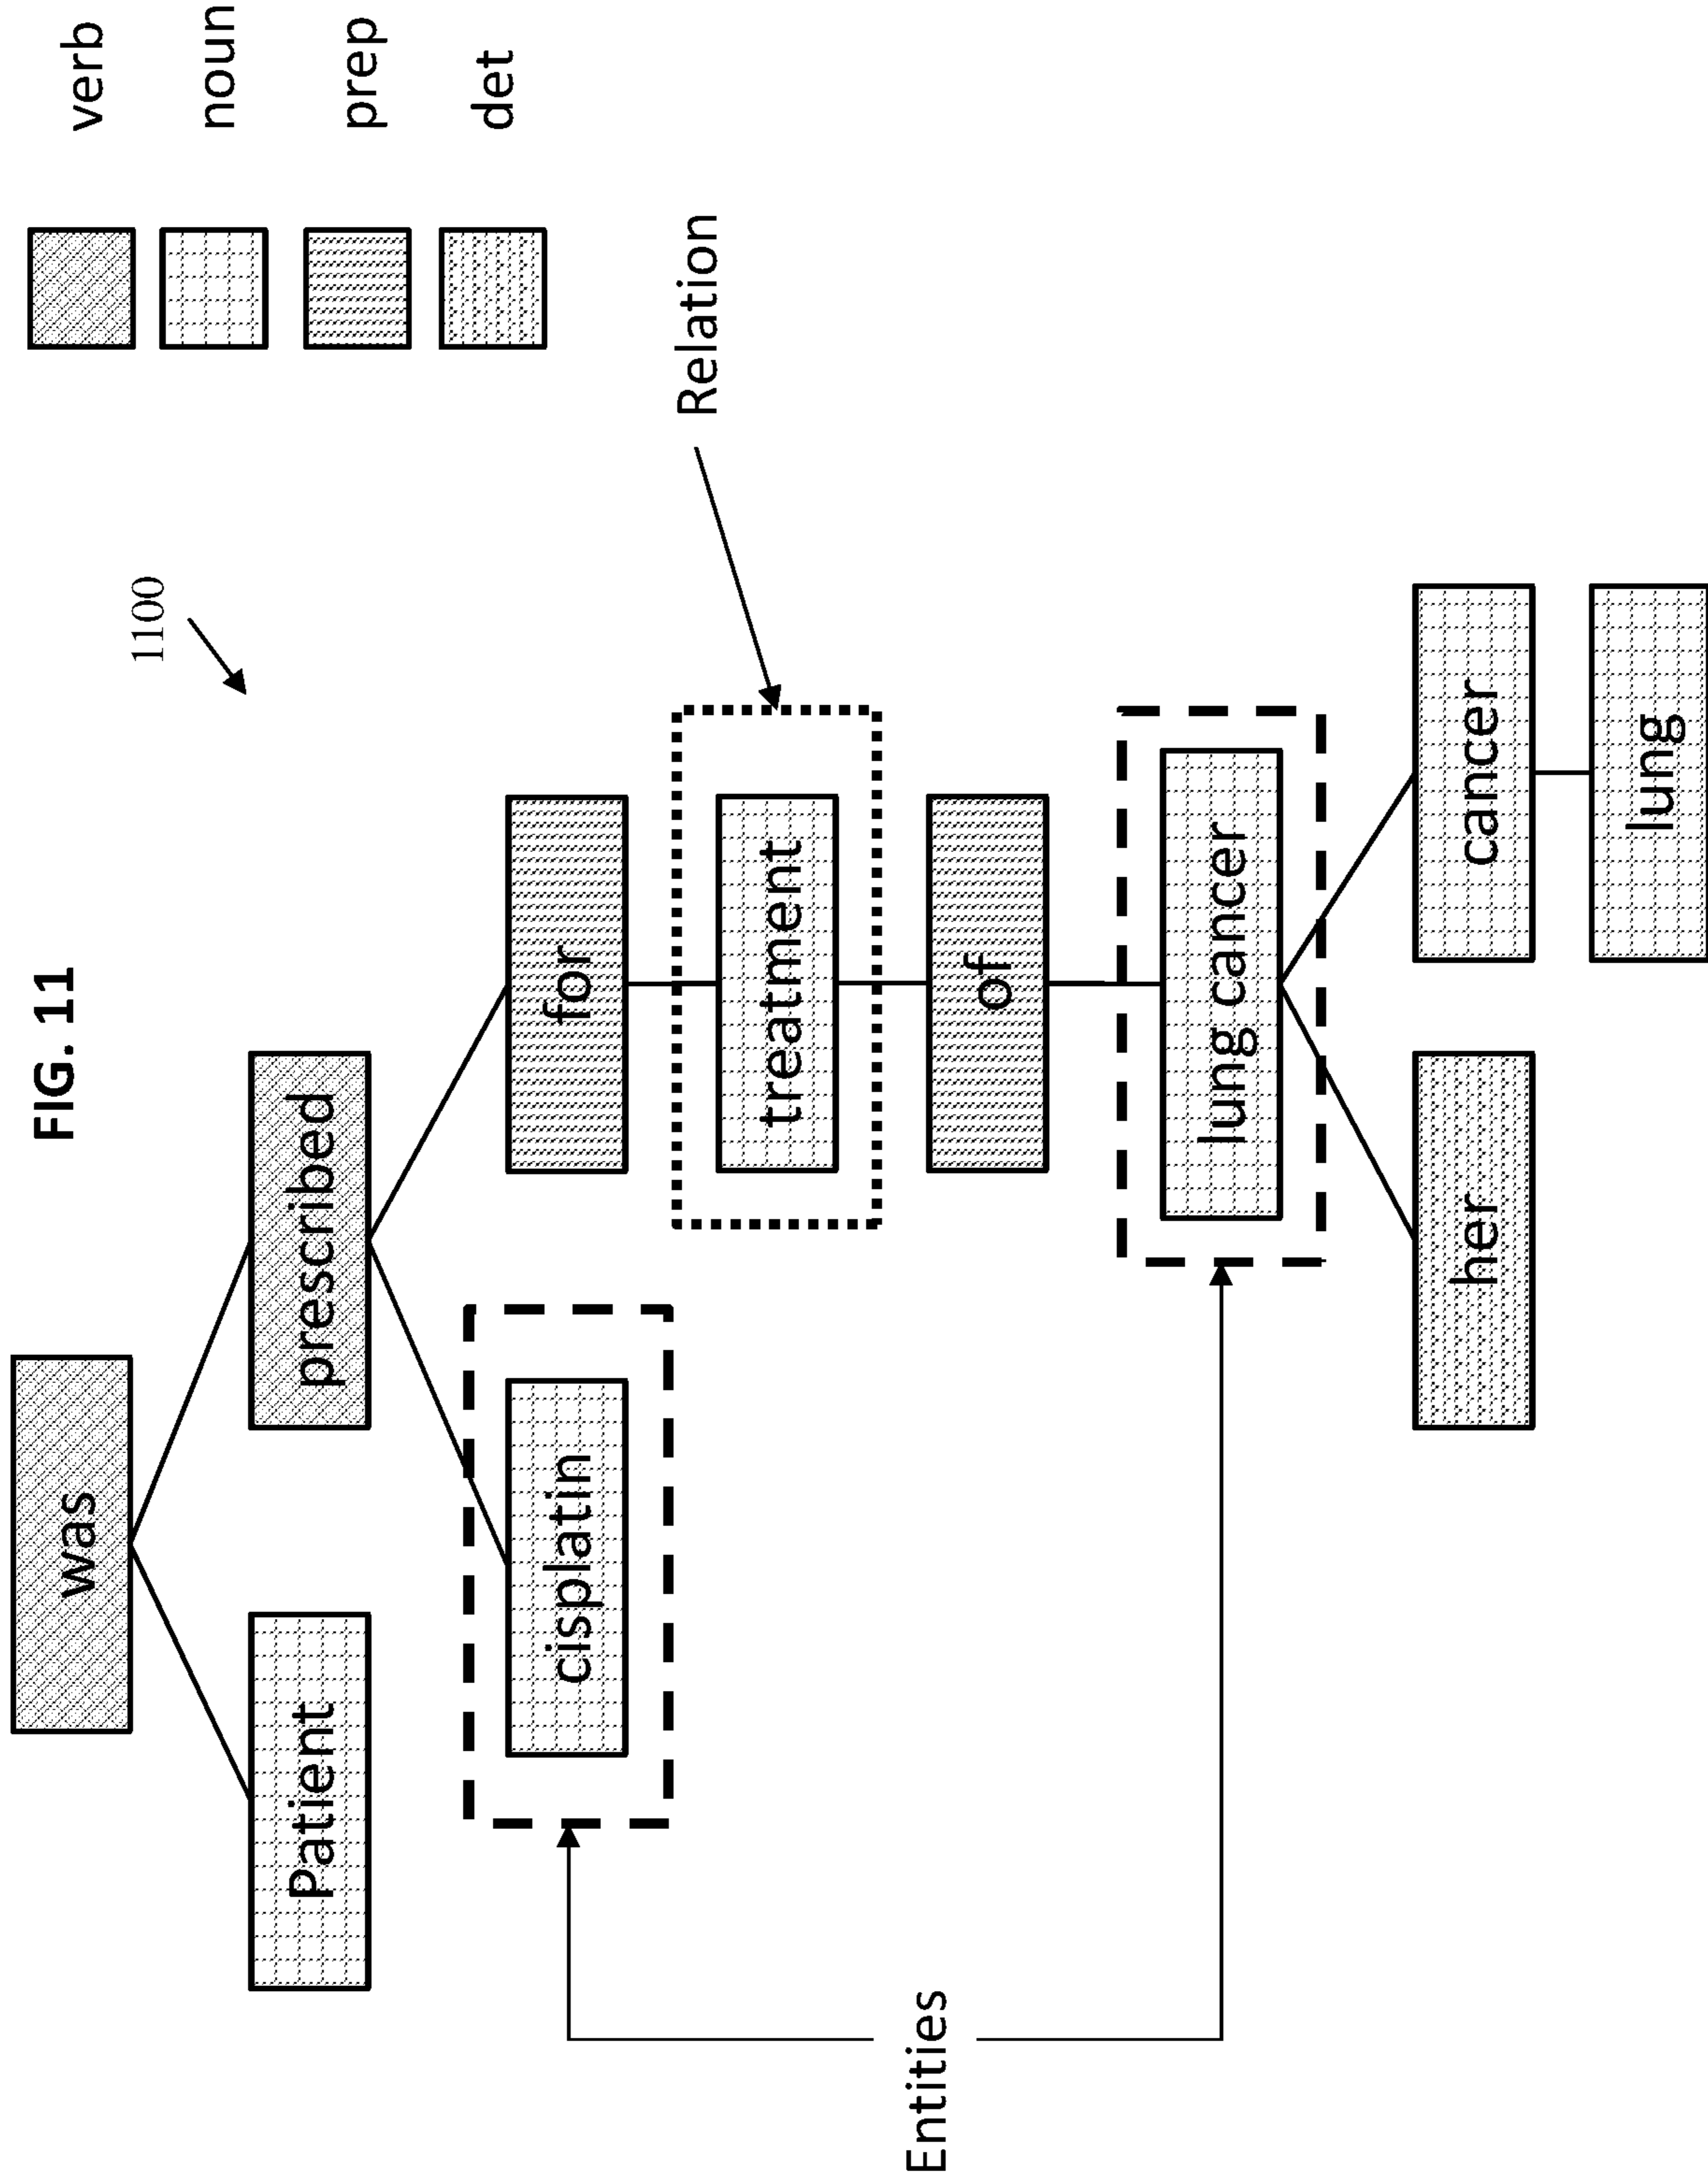 FIG. 11
1100
verb
noun
prep
det
was
Patient
prescribed
cisplatin
for
Relation
treatment
Entities
of
lung cancer
her
cancer
lung